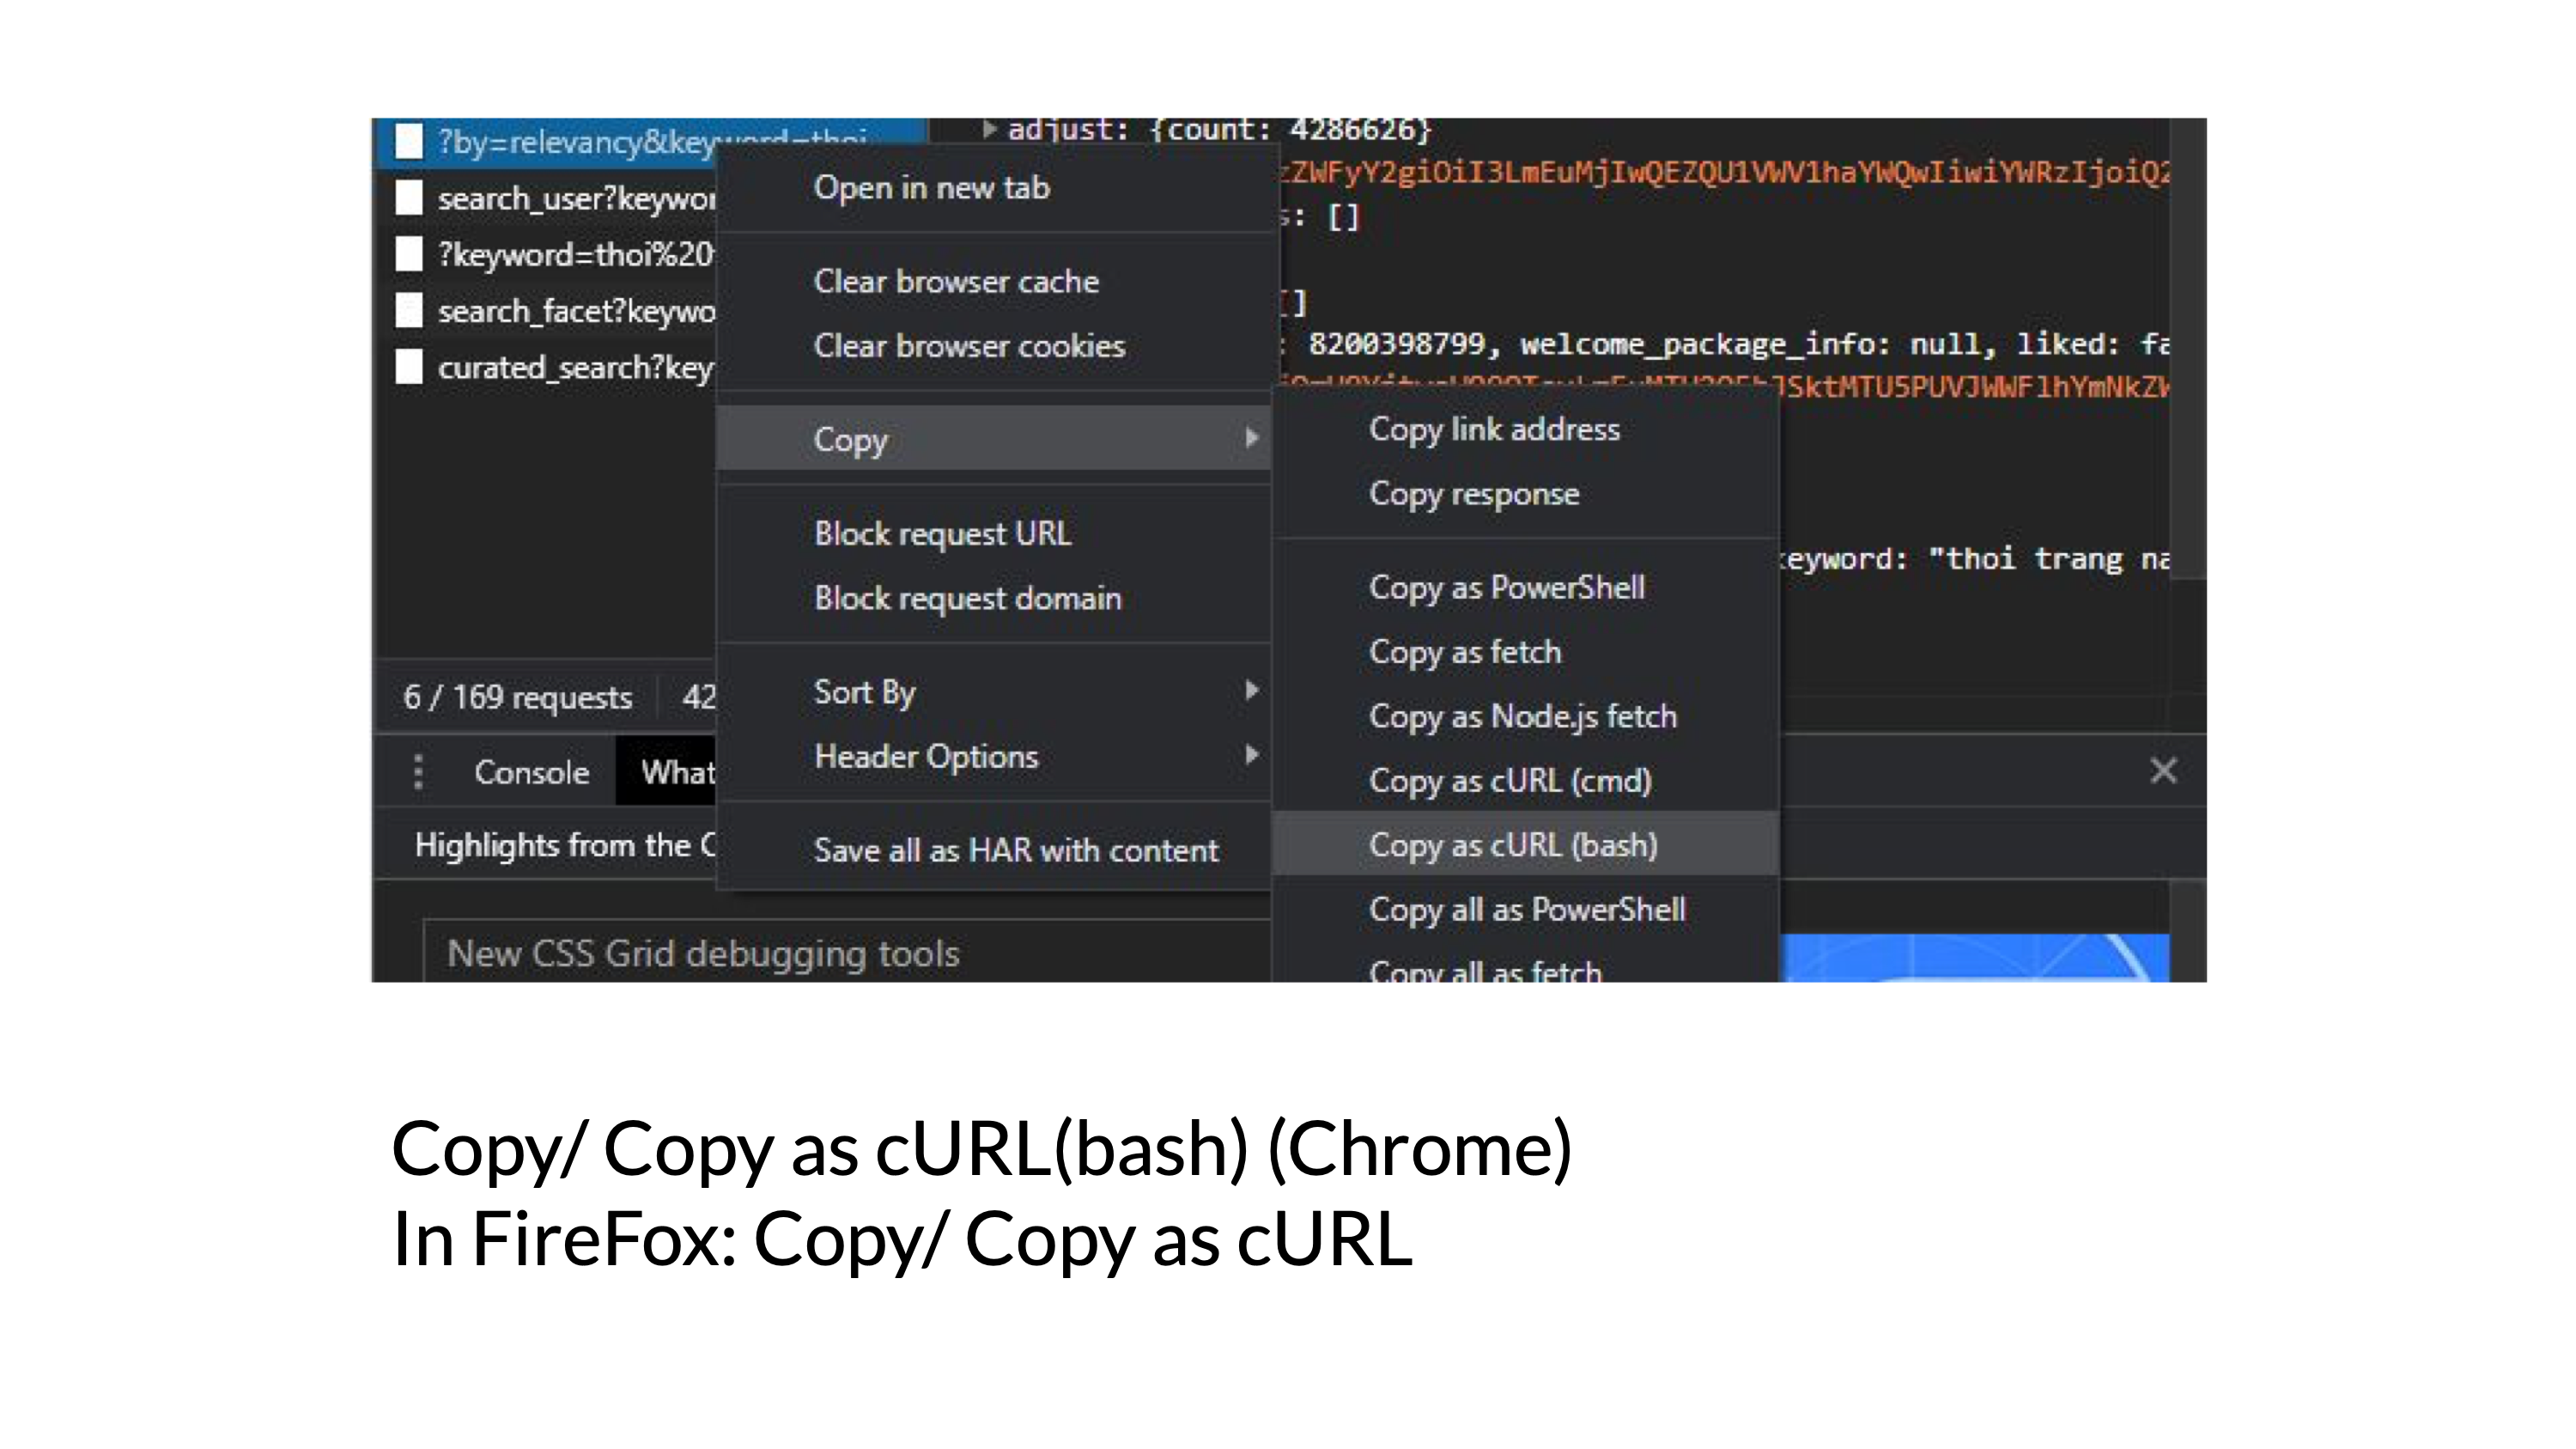 ?by=relevancy&keyword=thoi
search_user?keywor
?keyword=thoi%20
search_facet?keywo
curated_search?key
6 / 169 requests 42
Console What
Highlights from the C
New CSS Grid debugging tools
Open in new tab
Clear browser cache
Clear browser cookies
Copy
Block request URL
Block request domain
Sort By
Header Options
Save all as HAR with content
Copy link address
Copy response
Copy as PowerShell
Copy as fetch
Copy as Node.js fetch
Copy as cURL (cmd)
Copy as cURL (bash)
Copy all as PowerShell
Copy all as fetch
adjust: {count: 4286626}
s: []
[]
: 8200398799, welcome_package_info: null, liked: fa
keyword: "thoi trang na
Copy/ Copy as cURL(bash) (Chrome)
In FireFox: Copy/ Copy as cURL